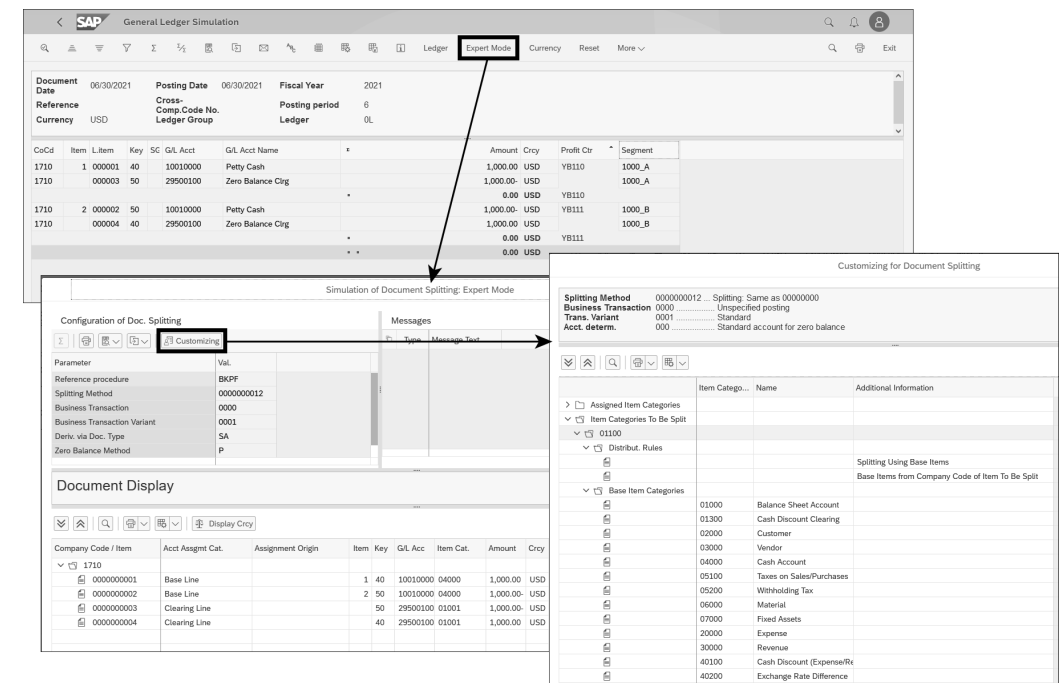 SAP General Ledger Simulation
Ledger Expert Mode Currency Reset More Exit
Document Date 06/30/2021 Posting Date 06/30/2021 Fiscal Year 2021
Reference Cross-Comp.Code No. Posting period 6
Currency USD Ledger Group Ledger 0L
CoCd Item L.item Key SG G/L Acct G/L Acct Name Amount Crcy Profit Ctr Segment
1710 1 000001 40 10010000 Petty Cash 1,000.00 USD YB110 1000_A
1710 000003 50 29500100 Zero Balance Clrg 1,000.00- USD 1000_A
0.00 USD YB110
1710 2 000002 50 10010000 Petty Cash 1,000.00- USD YB111 1000_B
1710 000004 40 29500100 Zero Balance Clrg 1,000.00 USD 1000_B
0.00 USD YB111
0.00 USD
Simulation of Document Splitting: Expert Mode
Configuration of Doc. Splitting
Customizing
Parameter Val.
Reference procedure BKPF
Splitting Method 0000000012
Business Transaction 0000
Business Transaction Variant 0001
Deriv. via Doc. Type SA
Zero Balance Method P
Messages
Type Message Text
Document Display
Display Crcy
Company Code / Item Acct Assgmt Cat. Assignment Origin Item Key G/L Acc Item Cat. Amount Crcy
1710
0000000001 Base Line 1 40 10010000 04000 1,000.00 USD
0000000002 Base Line 2 50 10010000 04000 1,000.00- USD
0000000003 Clearing Line 50 29500100 01001 1,000.00- USD
0000000004 Clearing Line 40 29500100 01001 1,000.00 USD
Customizing for Document Splitting
Splitting Method 0000000012 ... Splitting: Same as 00000000
Business Transaction 0000 ................. Unspecified posting
Trans. Variant 0001 ................. Standard
Acct. determ. 000 ................... Standard account for zero balance
Item Catego... Name Additional Information
Assigned Item Categories
Item Categories To Be Split
01100
Distribut. Rules
Splitting Using Base Items
Base Items from Company Code of Item To Be Split
Base Item Categories
01000 Balance Sheet Account
01300 Cash Discount Clearing
02000 Customer
03000 Vendor
04000 Cash Account
05100 Taxes on Sales/Purchases
05200 Withholding Tax
06000 Material
07000 Fixed Assets
20000 Expense
30000 Revenue
40100 Cash Discount (Expense/Re
40200 Exchange Rate Difference